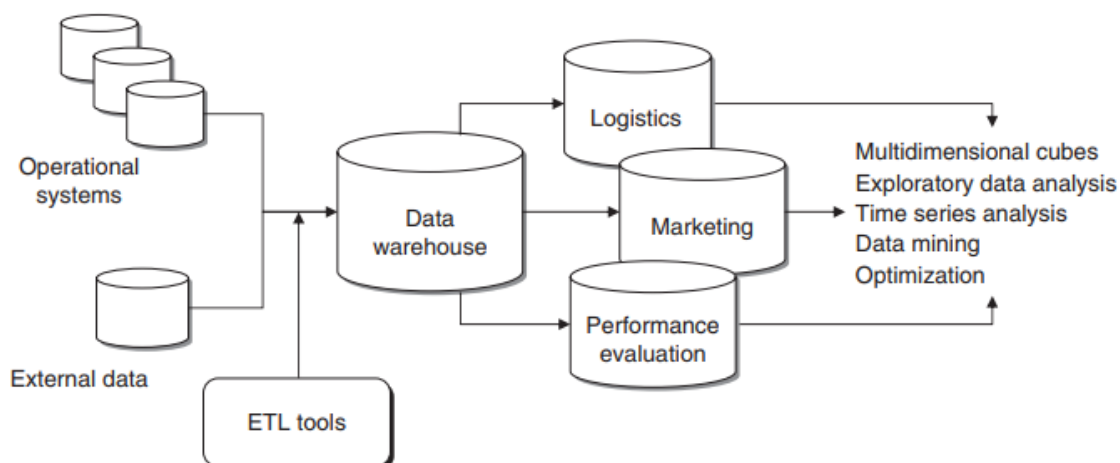 Operational
systems
External data
ETL tools
Data
warehouse
Logistics
Marketing
Performance
evaluation
Multidimensional cubes
Exploratory data analysis
Time series analysis
Data mining
Optimization